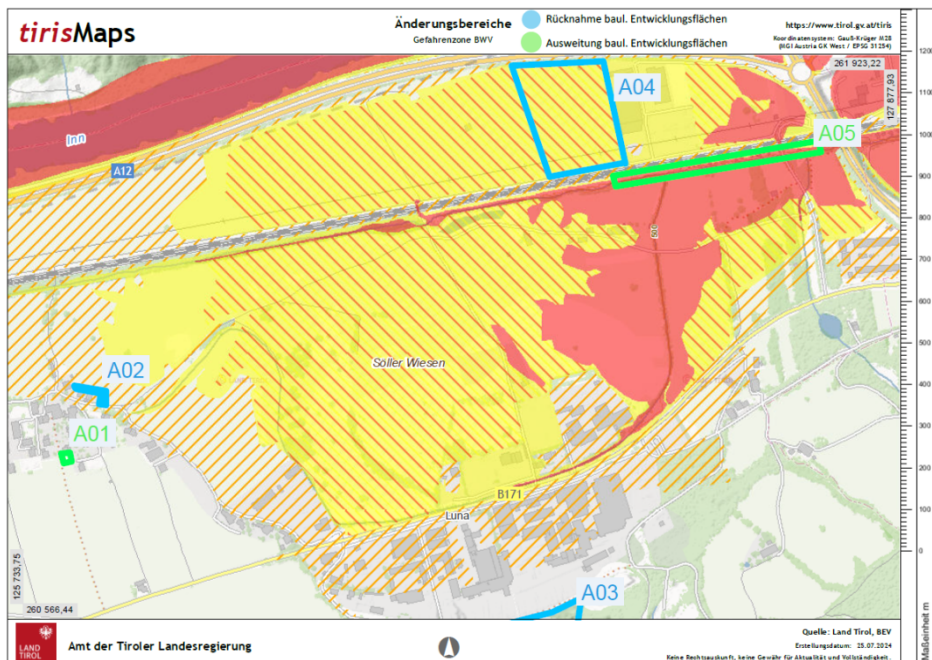 tirisMaps
Änderungsbereiche
Gefahrenzone BWV
Rücknahme baul. Entwicklungsflächen
Ausweitung baul. Entwicklungsflächen
https://www.tirol.gv.at/tiris
Koordinatensystem: Gauß-Krüger M28
(MGI Austria GK West / EPSG 31254)
261 923,22
127 877,93
Inn
A12
A04
A05
500
Söller Wiesen
A02
A01
B171
Luna
A03
125 733,75
260 566,44
1200
1100
1000
900
800
700
600
500
400
300
200
100
0
Maßeinheit m
LAND
TIROL
Amt der Tiroler Landesregierung
Quelle: Land Tirol, BEV
Erstellungsdatum: 25.07.2024
Keine Rechtsauskunft, keine Gewähr für Aktualität und Vollständigkeit.